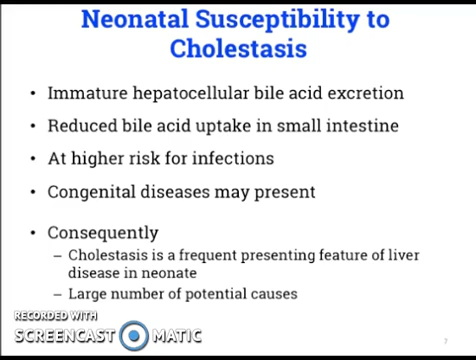 Neonatal Susceptibility to
Cholestasis
• Immature hepatocellular bile acid excretion
• Reduced bile acid uptake in small intestine
• At higher risk for infections
• Congenital diseases may present
• Consequently
– Cholestasis is a frequent presenting feature of liver
disease in neonate
– Large number of potential causes
RECORDED WITH
SCREENCAST MATIC
7